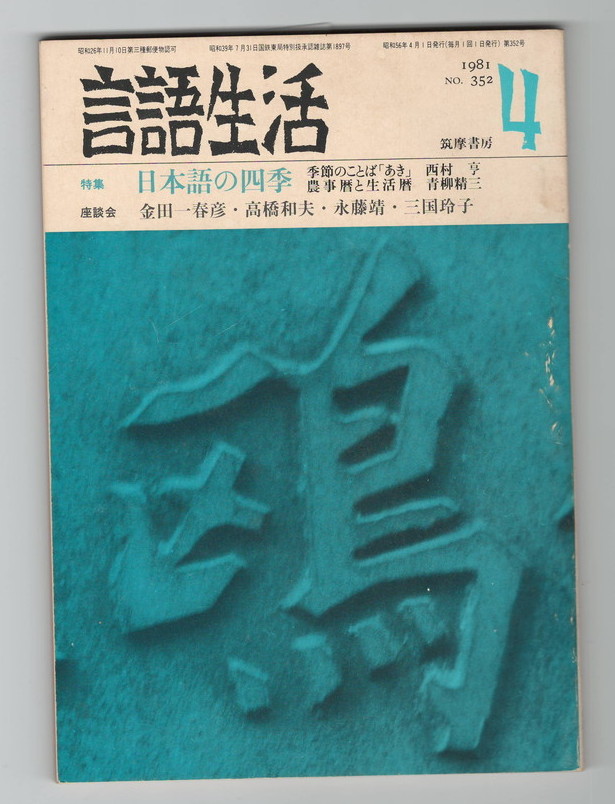 昭和26年11月10日第三種郵便物認可 昭和39年7月31日国鉄東局特別扱承認雑誌第1897号 昭和56年4月1日発行(毎月1回1日発行) 第352号
言語生活
1981
NO. 352
4
筑摩書房
特集 日本語の四季
季節のことば「あき」 西村 亨
農事暦と生活暦 青柳精三
座談会 金田一春彦・高橋和夫・永藤靖・三国玲子
鴎